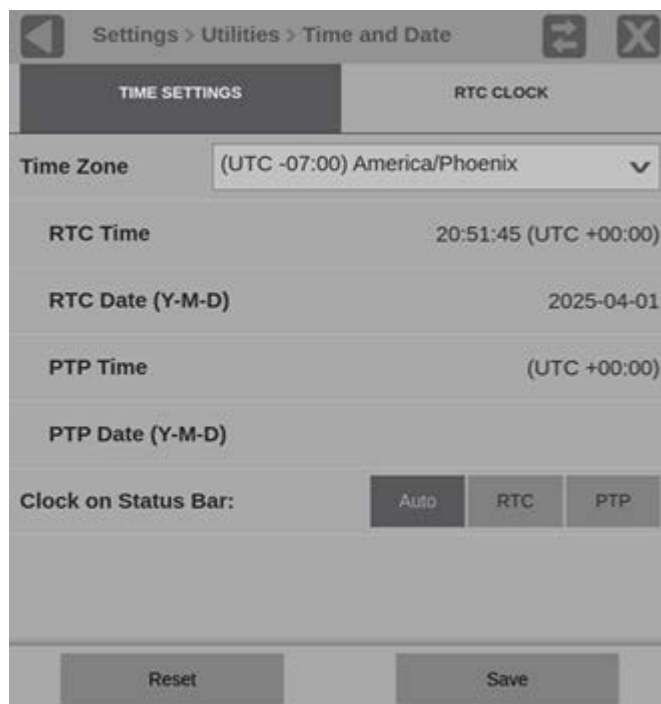 Settings > Utilities > Time and Date
TIME SETTINGS RTC CLOCK
Time Zone (UTC -07:00) America/Phoenix
RTC Time 20:51:45 (UTC +00:00)
RTC Date (Y-M-D) 2025-04-01
PTP Time (UTC +00:00)
PTP Date (Y-M-D)
Clock on Status Bar: Auto RTC PTP
Reset Save